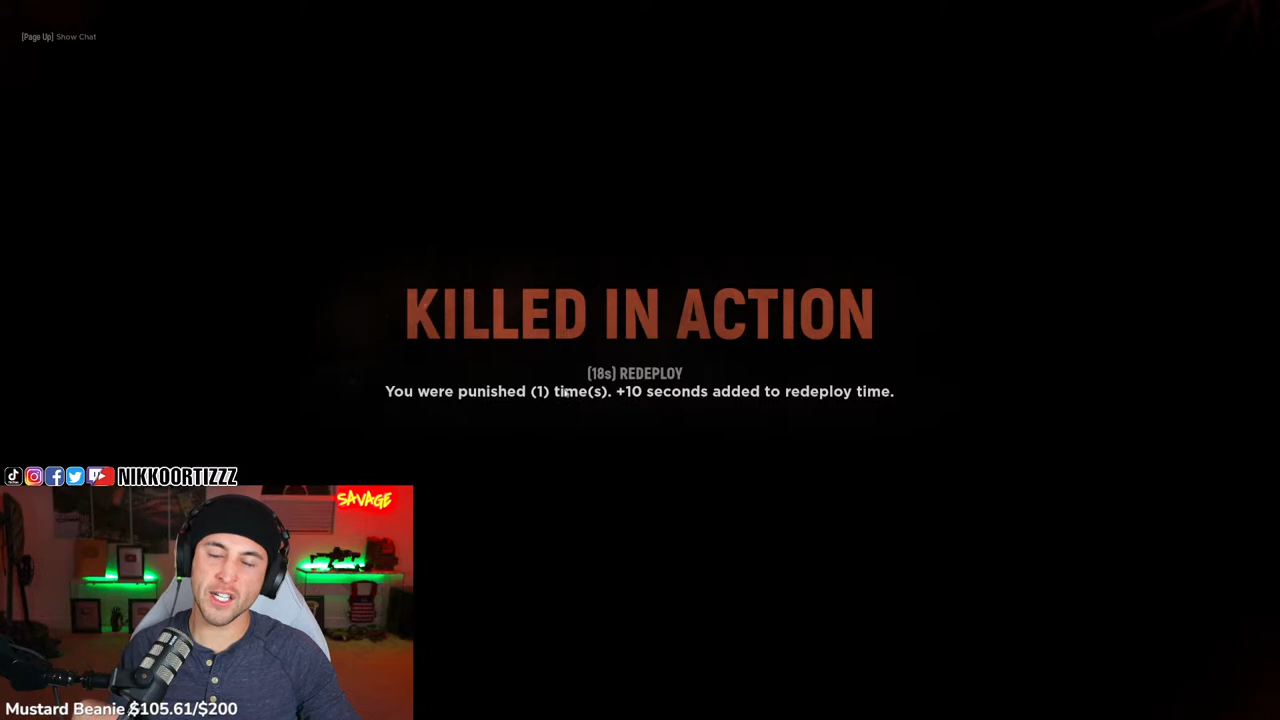 [Page Up] Show Chat
KILLED IN ACTION
(18s) REDEPLOY
You were punished (1) time(s). +10 seconds added to redeploy time.
NIKKOORTIZZZ
SAVAGE
Mustard Beanie $105.61/$200